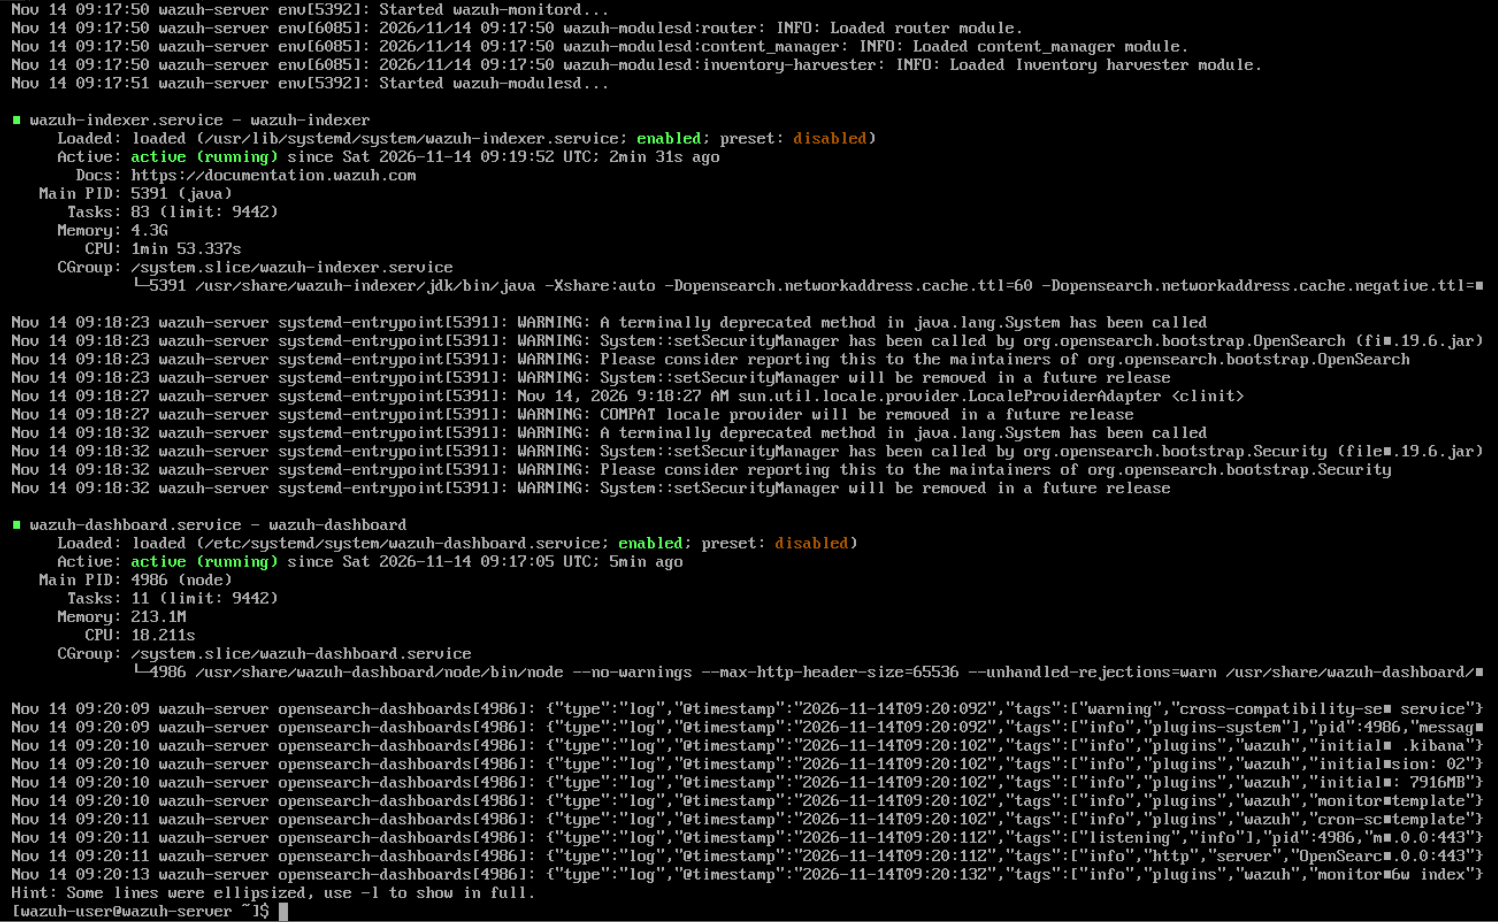 Nov 14 09:17:50 wazuh-server env[5392]: Started wazuh-monitord...
Nov 14 09:17:50 wazuh-server env[6085]: 2026/11/14 09:17:50 wazuh-modulesd:router: INFO: Loaded router module.
Nov 14 09:17:50 wazuh-server env[6085]: 2026/11/14 09:17:50 wazuh-modulesd:content_manager: INFO: Loaded content_manager module.
Nov 14 09:17:50 wazuh-server env[6085]: 2026/11/14 09:17:50 wazuh-modulesd:inventory-harvester: INFO: Loaded Inventory harvester module.
Nov 14 09:17:51 wazuh-server env[5392]: Started wazuh-modulesd...
■ wazuh-indexer.service - wazuh-indexer
Loaded: loaded (/usr/lib/systemd/system/wazuh-indexer.service; enabled; preset: disabled)
Active: active (running) since Sat 2026-11-14 09:19:52 UTC; 2min 31s ago
Docs: https://documentation.wazuh.com
Main PID: 5391 (java)
Tasks: 83 (limit: 9442)
Memory: 4.3G
CPU: 1min 53.337s
CGroup: /system.slice/wazuh-indexer.service
└─5391 /usr/share/wazuh-indexer/jdk/bin/java -Xshare:auto -Dopensearch.networkaddress.cache.ttl=60 -Dopensearch.networkaddress.cache.negative.ttl=■
Nov 14 09:18:23 wazuh-server systemd-entrypoint[5391]: WARNING: A terminally deprecated method in java.lang.System has been called
Nov 14 09:18:23 wazuh-server systemd-entrypoint[5391]: WARNING: System::setSecurityManager has been called by org.opensearch.bootstrap.OpenSearch (fi■.19.6.jar)
Nov 14 09:18:23 wazuh-server systemd-entrypoint[5391]: WARNING: Please consider reporting this to the maintainers of org.opensearch.bootstrap.OpenSearch
Nov 14 09:18:23 wazuh-server systemd-entrypoint[5391]: WARNING: System::setSecurityManager will be removed in a future release
Nov 14 09:18:27 wazuh-server systemd-entrypoint[5391]: Nov 14, 2026 9:18:27 AM sun.util.locale.provider.LocaleProviderAdapter <clinit>
Nov 14 09:18:27 wazuh-server systemd-entrypoint[5391]: WARNING: COMPAT locale provider will be removed in a future release
Nov 14 09:18:32 wazuh-server systemd-entrypoint[5391]: WARNING: A terminally deprecated method in java.lang.System has been called
Nov 14 09:18:32 wazuh-server systemd-entrypoint[5391]: WARNING: System::setSecurityManager has been called by org.opensearch.bootstrap.Security (file■.19.6.jar)
Nov 14 09:18:32 wazuh-server systemd-entrypoint[5391]: WARNING: Please consider reporting this to the maintainers of org.opensearch.bootstrap.Security
Nov 14 09:18:32 wazuh-server systemd-entrypoint[5391]: WARNING: System::setSecurityManager will be removed in a future release
■ wazuh-dashboard.service - wazuh-dashboard
Loaded: loaded (/etc/systemd/system/wazuh-dashboard.service; enabled; preset: disabled)
Active: active (running) since Sat 2026-11-14 09:17:05 UTC; 5min ago
Main PID: 4986 (node)
Tasks: 11 (limit: 9442)
Memory: 213.1M
CPU: 18.211s
CGroup: /system.slice/wazuh-dashboard.service
└─4986 /usr/share/wazuh-dashboard/node/bin/node --no-warnings --max-http-header-size=65536 --unhandled-rejections=warn /usr/share/wazuh-dashboard/■
Nov 14 09:20:09 wazuh-server opensearch-dashboards[4986]: {"type":"log","@timestamp":"2026-11-14T09:20:09Z","tags":["warning","cross-compatibility-se■ service"}
Nov 14 09:20:09 wazuh-server opensearch-dashboards[4986]: {"type":"log","@timestamp":"2026-11-14T09:20:09Z","tags":["info","plugins-system"],"pid":4986,"messag■
Nov 14 09:20:10 wazuh-server opensearch-dashboards[4986]: {"type":"log","@timestamp":"2026-11-14T09:20:10Z","tags":["info","plugins","wazuh","initial■ .kibana"}
Nov 14 09:20:10 wazuh-server opensearch-dashboards[4986]: {"type":"log","@timestamp":"2026-11-14T09:20:10Z","tags":["info","plugins","wazuh","initial■sion: 02"}
Nov 14 09:20:10 wazuh-server opensearch-dashboards[4986]: {"type":"log","@timestamp":"2026-11-14T09:20:10Z","tags":["info","plugins","wazuh","initial■: 7916MB"}
Nov 14 09:20:10 wazuh-server opensearch-dashboards[4986]: {"type":"log","@timestamp":"2026-11-14T09:20:10Z","tags":["info","plugins","wazuh","monitor■template"}
Nov 14 09:20:11 wazuh-server opensearch-dashboards[4986]: {"type":"log","@timestamp":"2026-11-14T09:20:10Z","tags":["info","plugins","wazuh","cron-sc■template"}
Nov 14 09:20:11 wazuh-server opensearch-dashboards[4986]: {"type":"log","@timestamp":"2026-11-14T09:20:11Z","tags":["listening","info"],"pid":4986,"m■.0.0:443"}
Nov 14 09:20:11 wazuh-server opensearch-dashboards[4986]: {"type":"log","@timestamp":"2026-11-14T09:20:11Z","tags":["info","http","server","OpenSearc■.0.0:443"}
Nov 14 09:20:13 wazuh-server opensearch-dashboards[4986]: {"type":"log","@timestamp":"2026-11-14T09:20:13Z","tags":["info","plugins","wazuh","monitor■6w index"}
Hint: Some lines were ellipsized, use -l to show in full.
[wazuh-user@wazuh-server ~]$